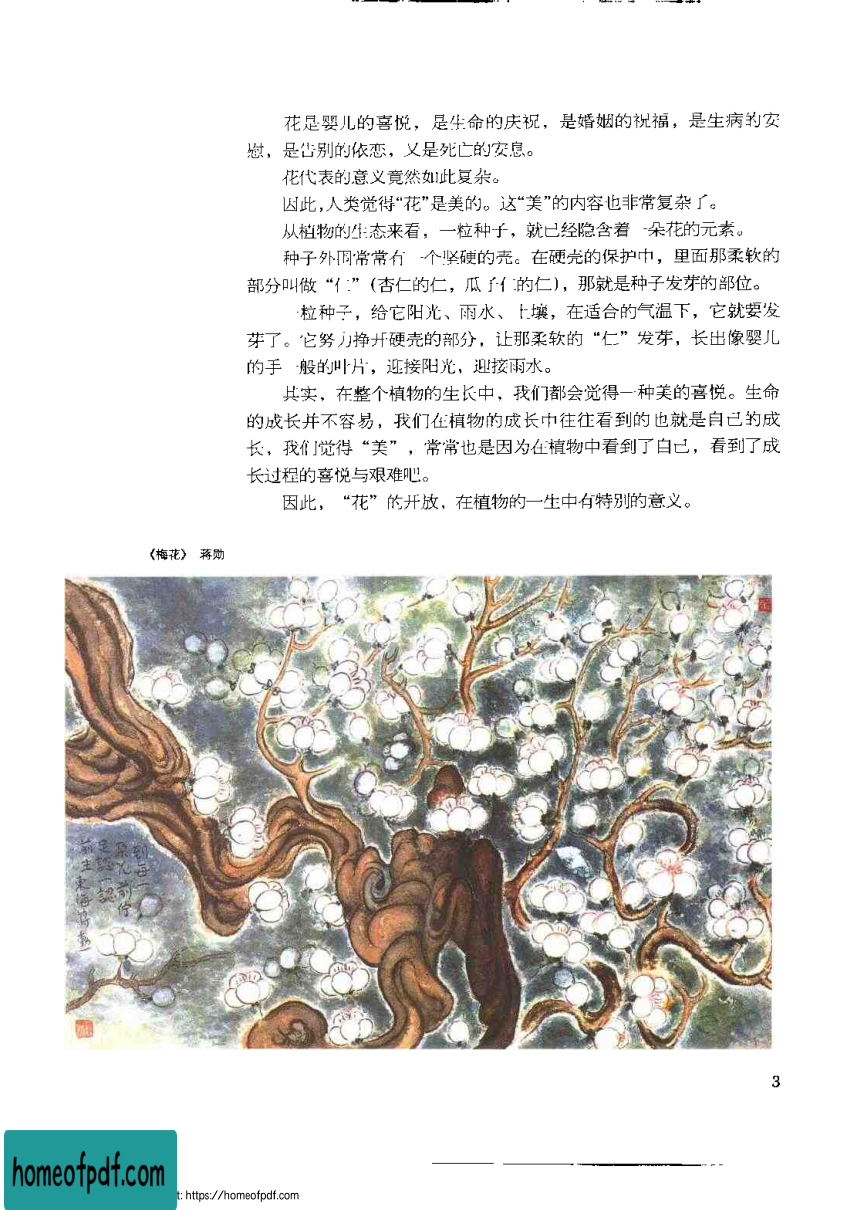 花是婴儿的喜悦，是生命的庆祝，是婚姻的祝福，是生病的安
慰，是告别的依恋，又是死亡的安息。
花代表的意义竟然如此复杂。
因此,人类觉得“花”是美的。这“美”的内容也非常复杂了。
从植物的生态来看，一粒种子，就已经隐含着一朵花的元素。
种子外围常常有一个坚硬的壳。在硬壳的保护中，里面那柔软的
部分叫做“仁”（杏仁的仁，瓜子仁的仁），那就是种子发芽的部位。
一粒种子，给它阳光、雨水、土壤，在适合的气温下，它就要发
芽了。它努力挣开硬壳的部分，让那柔软的“仁”发芽，长出像婴儿
的手一般的叶片，迎接阳光，迎接雨水。
其实，在整个植物的生长中，我们都会觉得一种美的喜悦。生命
的成长并不容易，我们在植物的成长中往往看到的也就是自己的成
长，我们觉得“美”，常常也是因为在植物中看到了自己，看到了成
长过程的喜悦与艰难吧。
因此，“花”的开放，在植物的一生中有特别的意义。
《梅花》 蒋勋
到每一
朵花前佇
足認一認
前生
3
homeofpdf.com
t: https://homeofpdf.com